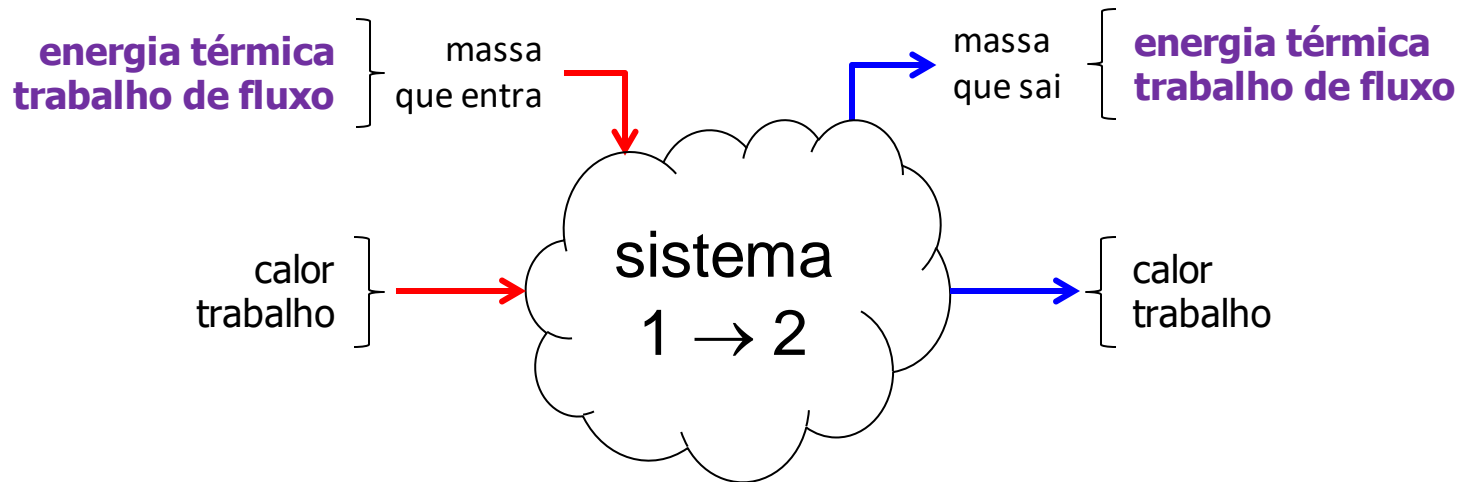 energia térmica
trabalho de fluxo
massa
que entra
massa
que sai
energia térmica
trabalho de fluxo
calor
trabalho
sistema
1 → 2
calor
trabalho